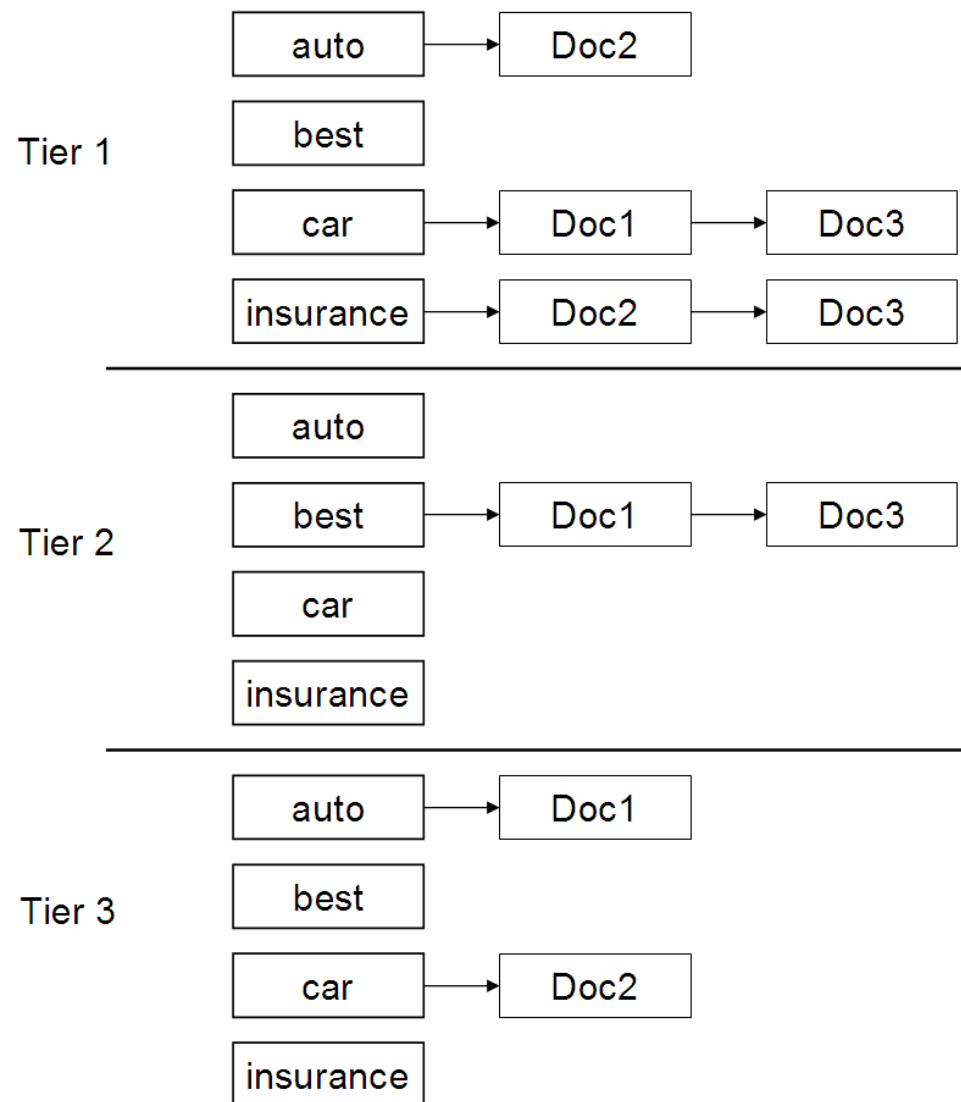 auto Doc2
Tier 1
best
car Doc1 Doc3
insurance Doc2 Doc3
auto
best Doc1 Doc3
Tier 2
car
insurance
auto Doc1
best
Tier 3
car Doc2
insurance